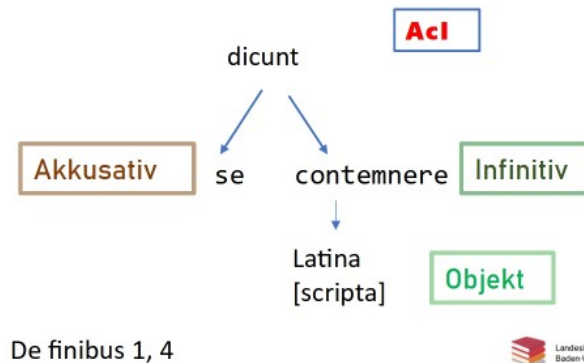 AcI
dicunt
Akkusativ
se
contemnere
Infinitiv
Latina
[scripta]
Objekt
De finibus 1, 4